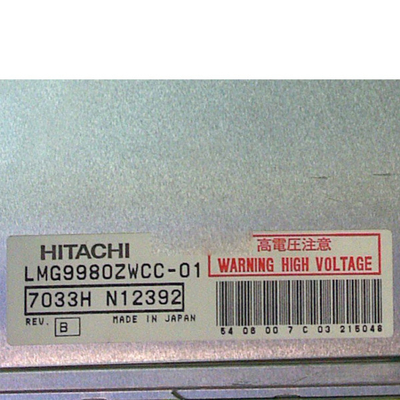 HITACHI
高電圧注意
LMG9980ZWCC-01
WARNING HIGH VOLTAGE
7033H N12392
REV. B MADE IN JAPAN
54 06 00 7 C 03 215046